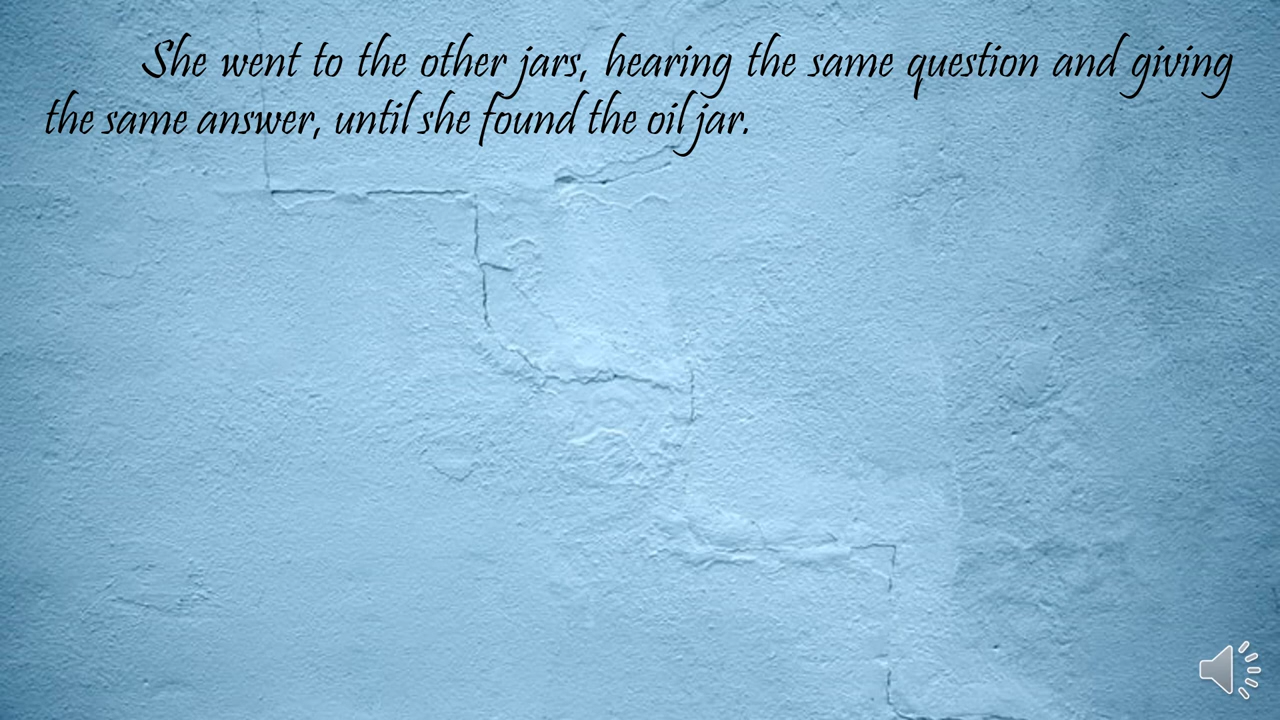 She went to the other jars, hearing the same question and giving
the same answer, until she found the oil jar.